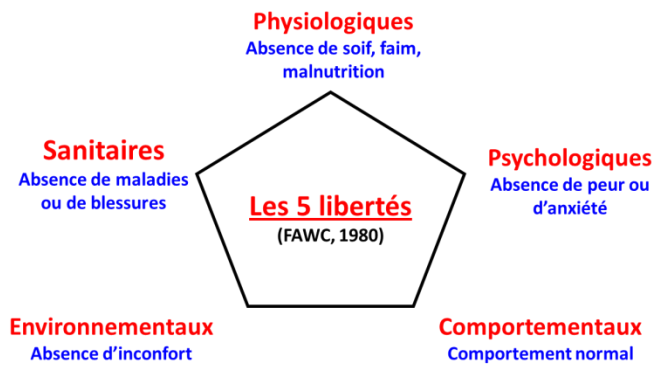 Physiologiques
Absence de soif, faim,
malnutrition
Sanitaires
Absence de maladies
ou de blessures
Psychologiques
Absence de peur ou
d’anxiété
Les 5 libertés
(FAWC, 1980)
Environnementaux
Absence d’inconfort
Comportementaux
Comportement normal